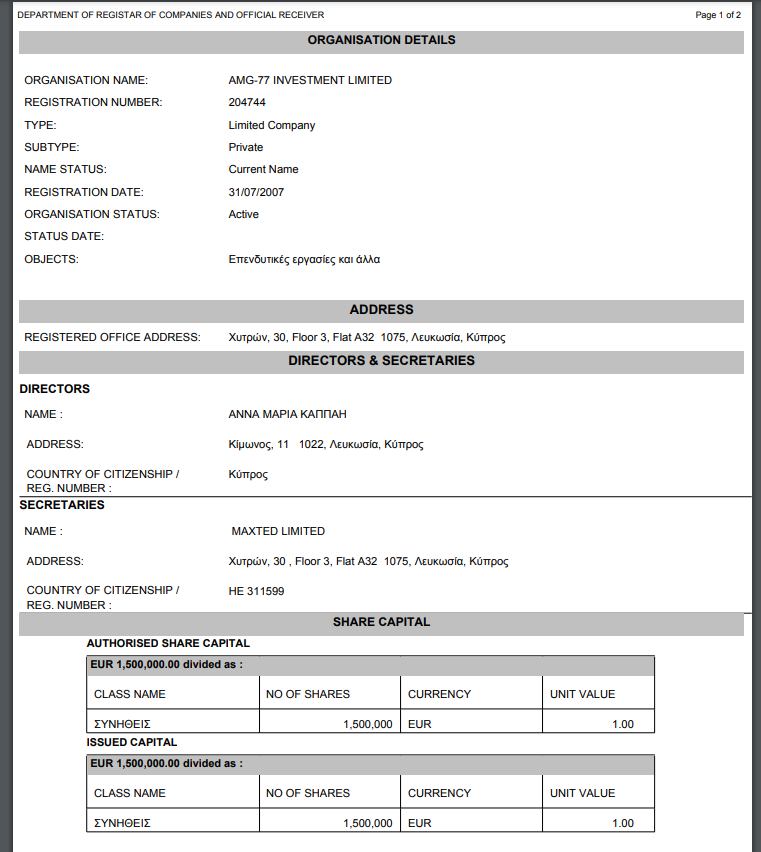 DEPARTMENT OF REGISTAR OF COMPANIES AND OFFICIAL RECEIVER Page 1 of 2
ORGANISATION DETAILS
ORGANISATION NAME: AMG-77 INVESTMENT LIMITED
REGISTRATION NUMBER: 204744
TYPE: Limited Company
SUBTYPE: Private
NAME STATUS: Current Name
REGISTRATION DATE: 31/07/2007
ORGANISATION STATUS: Active
STATUS DATE:
OBJECTS: Επενδυτικές εργασίες και άλλα
ADDRESS
REGISTERED OFFICE ADDRESS: Χυτρών, 30, Floor 3, Flat A32 1075, Λευκωσία, Κύπρος
DIRECTORS & SECRETARIES
DIRECTORS
NAME : ΑΝΝΑ ΜΑΡΙΑ ΚΑΠΠΑΗ
ADDRESS: Κίμωνος, 11 1022, Λευκωσία, Κύπρος
COUNTRY OF CITIZENSHIP / Κύπρος
REG. NUMBER :
SECRETARIES
NAME : MAXTED LIMITED
ADDRESS: Χυτρών, 30 , Floor 3, Flat A32 1075, Λευκωσία, Κύπρος
COUNTRY OF CITIZENSHIP / HE 311599
REG. NUMBER :
SHARE CAPITAL
AUTHORISED SHARE CAPITAL
EUR 1,500,000.00 divided as :
CLASS NAME NO OF SHARES CURRENCY UNIT VALUE
ΣΥΝΗΘΕΙΣ 1,500,000 EUR 1.00
ISSUED CAPITAL
EUR 1,500,000.00 divided as :
CLASS NAME NO OF SHARES CURRENCY UNIT VALUE
ΣΥΝΗΘΕΙΣ 1,500,000 EUR 1.00